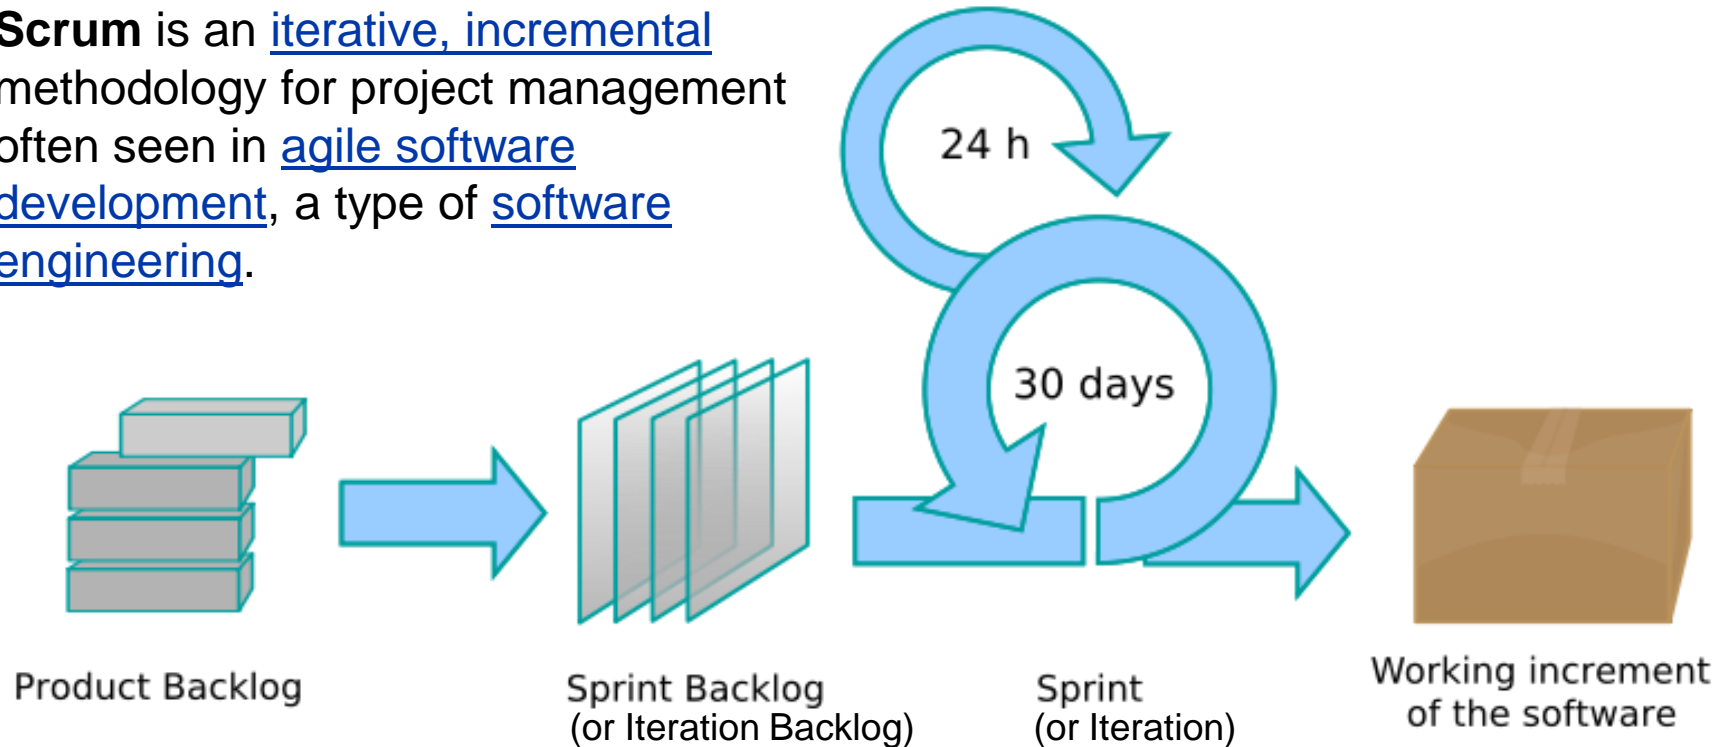 Scrum is an iterative, incremental
methodology for project management
often seen in agile software
development, a type of software
engineering.
24 h
30 days
Product Backlog
Sprint Backlog
(or Iteration Backlog)
Sprint
(or Iteration)
Working increment
of the software